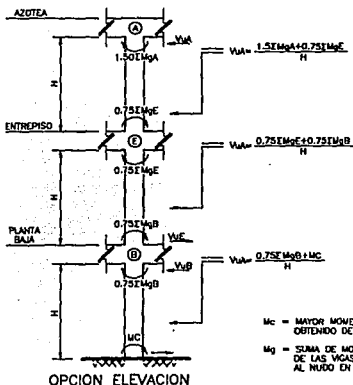 AZOTEA
A
VuA
1.50ΣMgA
VuA= 1.5ΣMgA+0.75ΣMgE
H
H
0.75ΣMgE
ENTREPISO
E
0.75ΣMgE
VuA= 0.75ΣMgE+0.75ΣMgB
H
H
0.75ΣMgB
PLANTA
BAJA
VuE
B
VuB
0.75ΣMgB
VuA= 0.75ΣMgB+MC
H
H
Mc = MAYOR MOME
OBTENIDO DE
MC
Mg = SUMA DE MO
DE LAS VIGAS
AL NUDO EN
OPCION ELEVACION